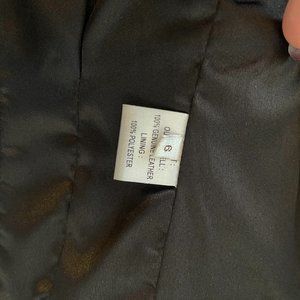 100% GENUINE LEATHER
LINING :
100% POLYESTER